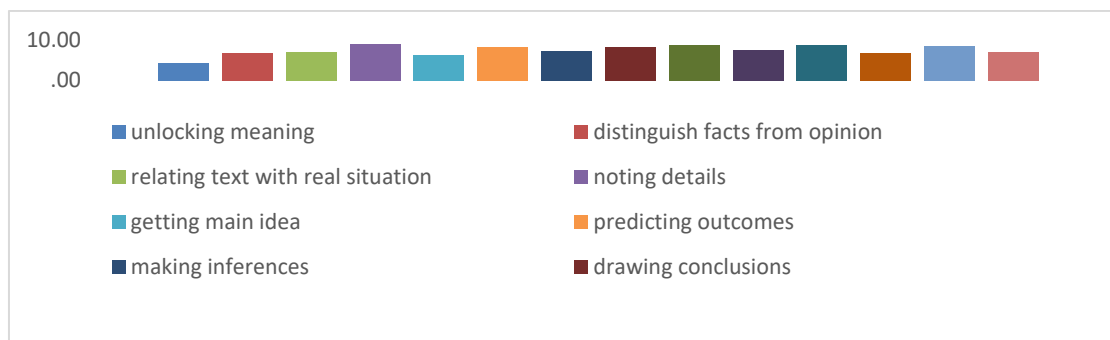 10.00
.00
unlocking meaning
distinguish facts from opinion
relating text with real situation
noting details
getting main idea
predicting outcomes
making inferences
drawing conclusions